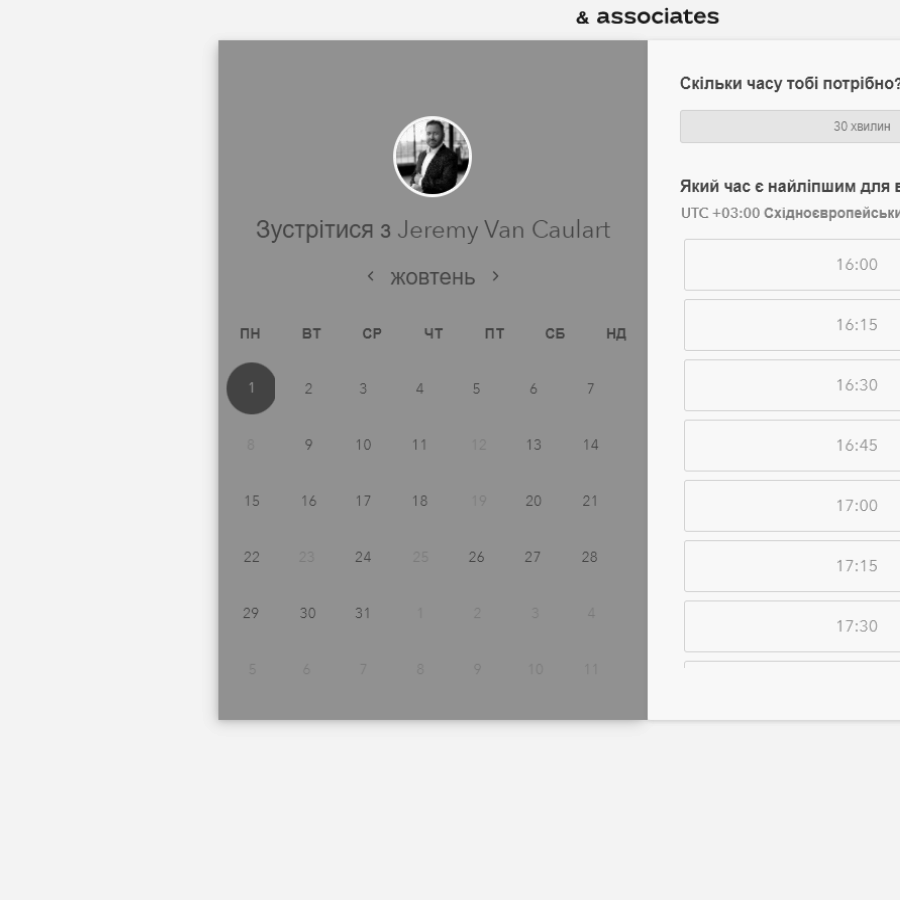 & associates
Зустрітися з Jeremy Van Caulart
жовтень
ПН ВТ СР ЧТ ПТ СБ НД
1 2 3 4 5 6 7
8 9 10 11 12 13 14
15 16 17 18 19 20 21
22 23 24 25 26 27 28
29 30 31 1 2 3 4
5 6 7 8 9 10 11
Скільки часу тобі потрібно?
30 хвилин
Який час є найліпшим для в
UTC +03:00 Східноєвропейськи
16:00
16:15
16:30
16:45
17:00
17:15
17:30